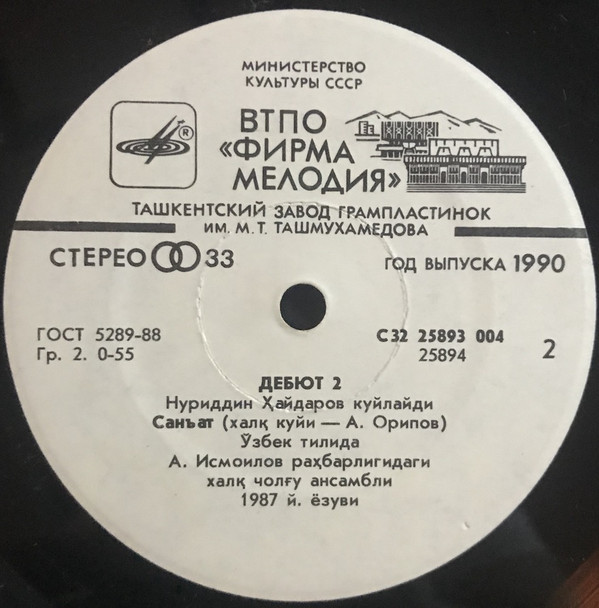 МИНИСТЕРСТВО
КУЛЬТУРЫ СССР
®
ВТПО
«ФИРМА
МЕЛОДИЯ»
ТАШКЕНТСКИЙ ЗАВОД ГРАМПЛАСТИНОК
ИМ. М. Т. ТАШМУХАМЕДОВА
СТЕРЕО 33
ГОД ВЫПУСКА 1990
ГОСТ 5289-88
Гр. 2. 0-55
С32 25893 004
25894
2
ДЕБЮТ 2
Нуриддин Ҳайдаров куйлайди
Санъат (халқ куйи — А. Орипов)
Ўзбек тилида
А. Исмоилов раҳбарлигидаги
халқ чолғу ансамбли
1987 й. ёзуви